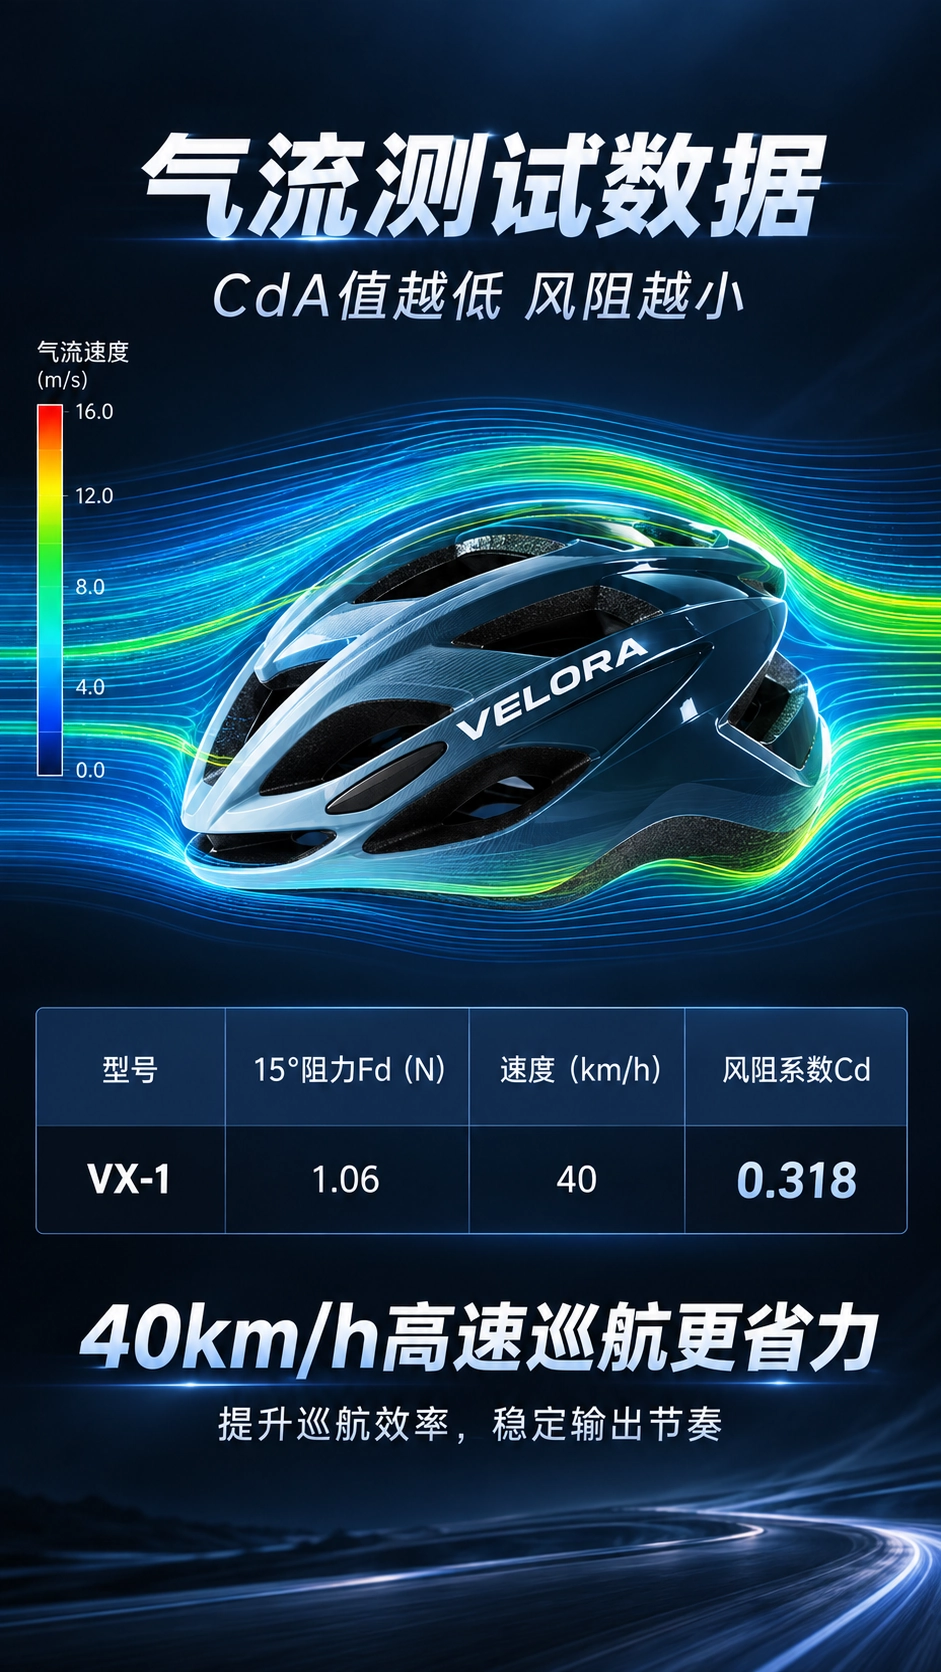 气流测试数据
CdA值越低 风阻越小
气流速度
(m/s)
16.0
12.0
8.0
4.0
0.0
VELORA
型号 15°阻力Fd (N) 速度 (km/h) 风阻系数Cd
VX-1 1.06 40 0.318
40km/h高速巡航更省力
提升巡航效率，稳定输出节奏